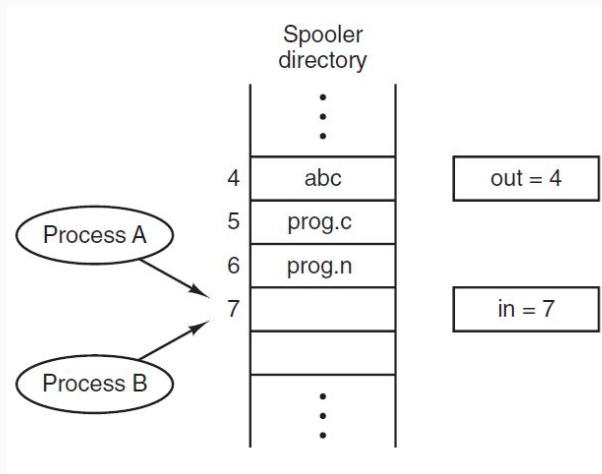 Spooler
directory
4 abc out = 4
5 prog.c
Process A
6 prog.n
7 in = 7
Process B